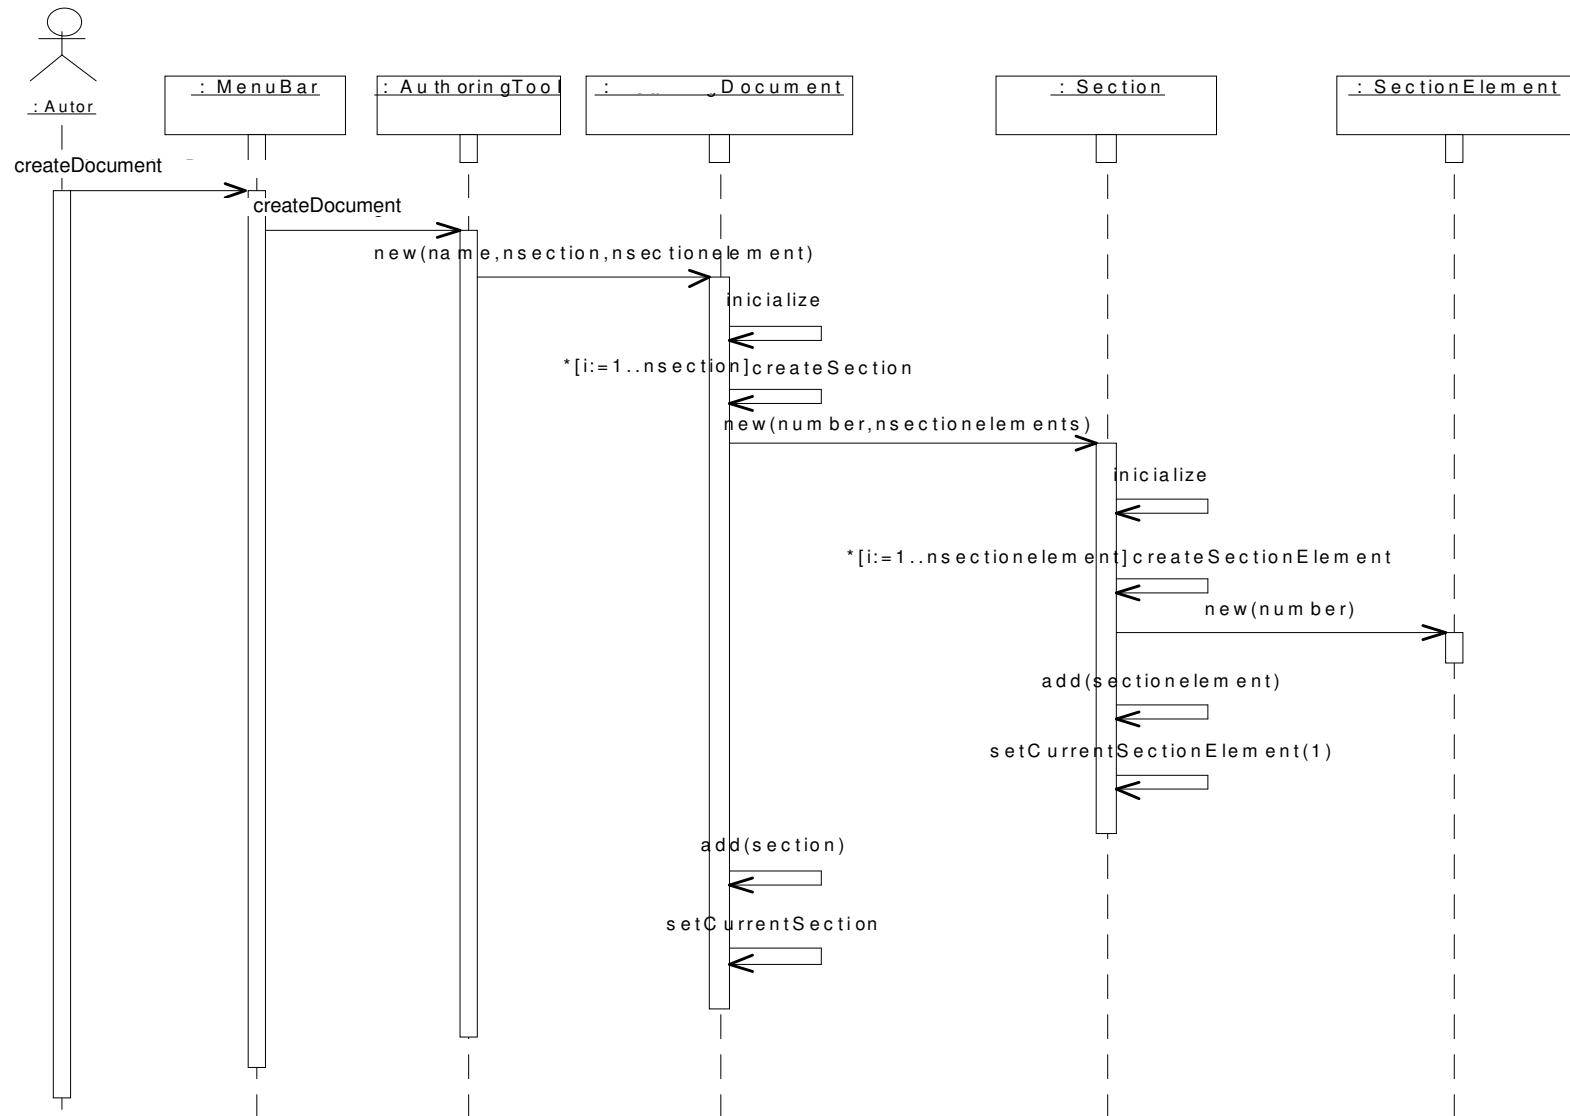 : Autor
: MenuBar
: AuthoringTool
: Document
: Section
: SectionElement
createDocument
createDocument
new(name,nsection,nsectionelement)
inicialize
*[i:=1..nsection]createSection
new(number,nsectionelements)
inicialize
*[i:=1..nsectionelement]createSectionElement
new(number)
add(sectionelement)
setCurrentSectionElement(1)
add(section)
setCurrentSection